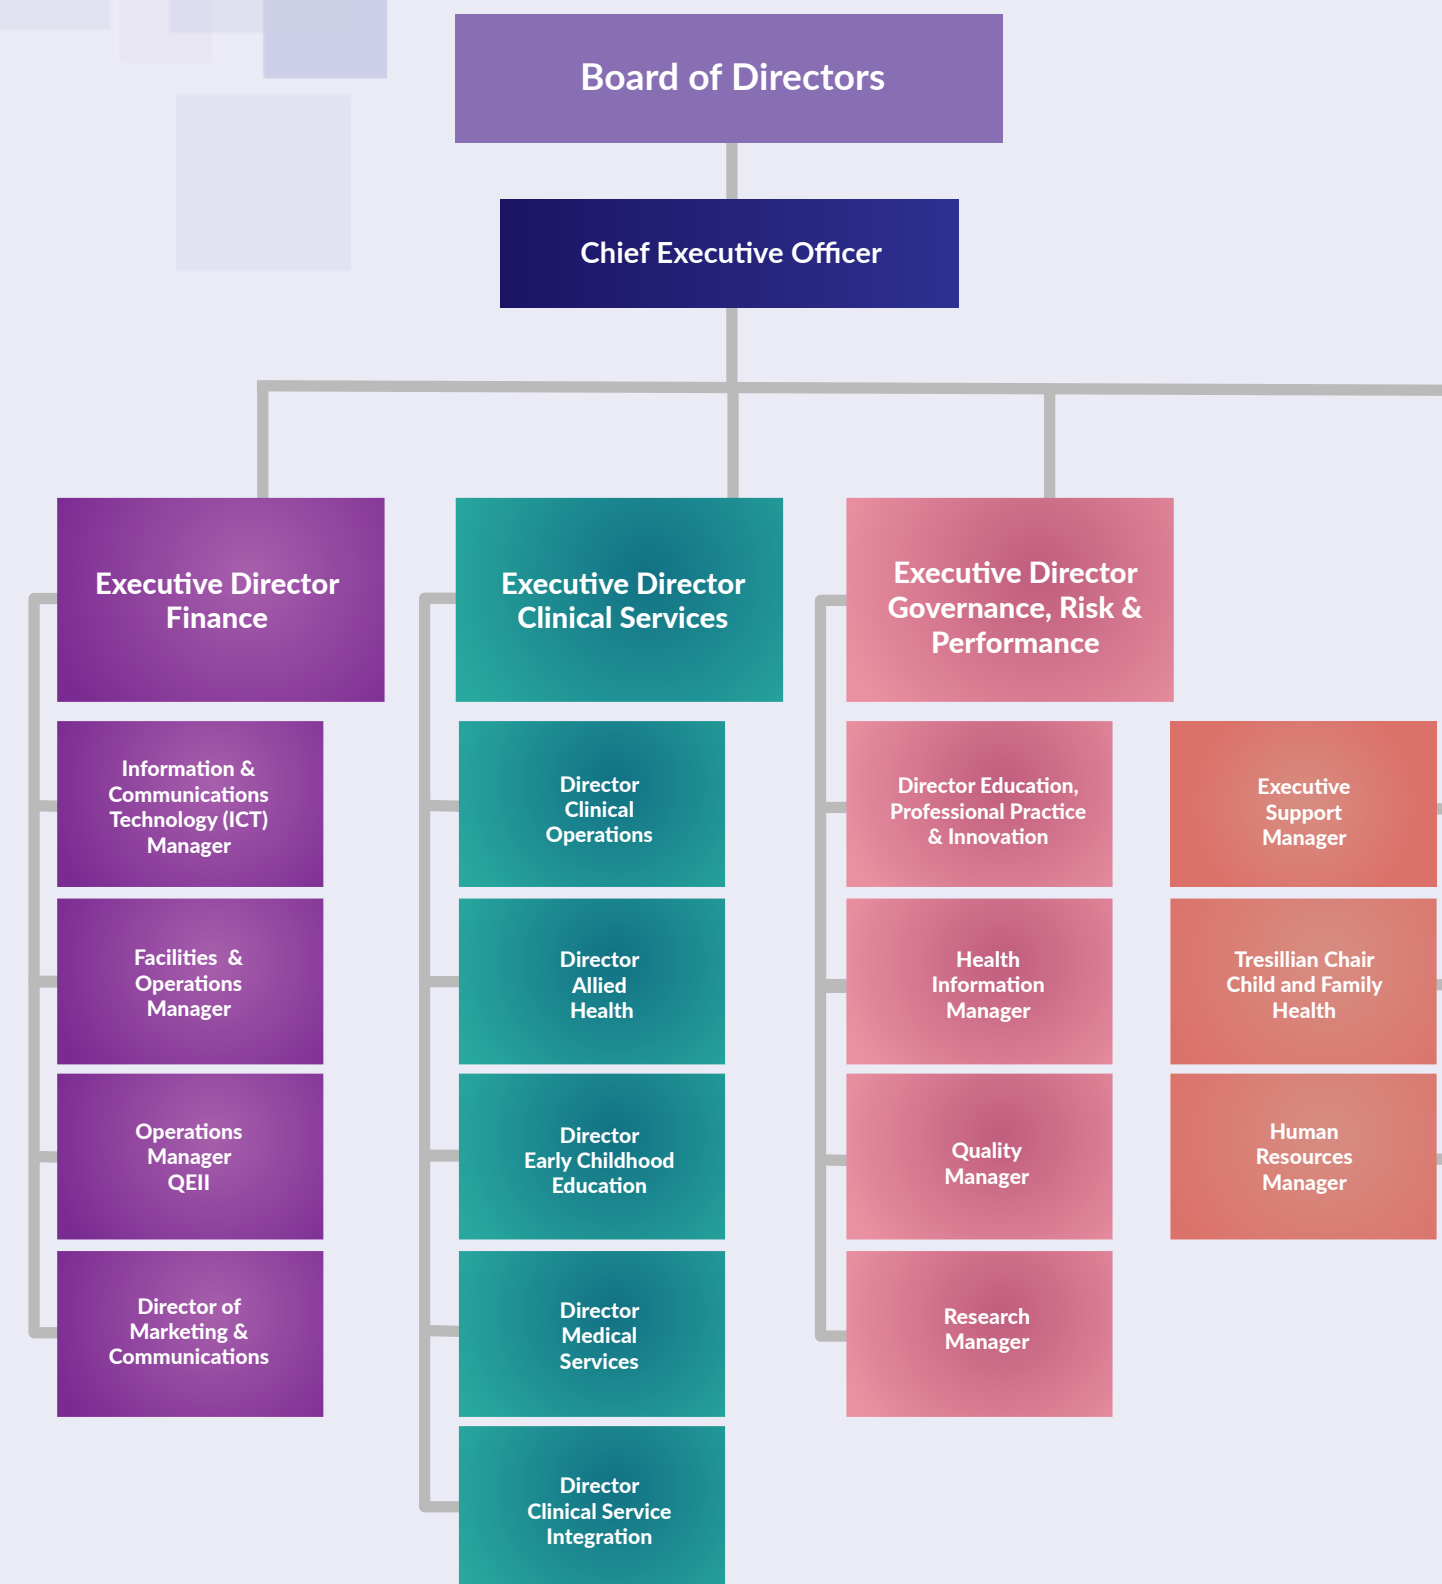 Board of Directors
Chief Executive Officer
Executive Director
Finance
Information &
Communications
Technology (ICT)
Manager
Facilities &
Operations
Manager
Operations
Manager
QEII
Director of
Marketing &
Communications
Executive Director
Clinical Services
Director
Clinical
Operations
Director
Allied
Health
Director
Early Childhood
Education
Director
Medical
Services
Director
Clinical Service
Integration
Executive Director
Governance, Risk &
Performance
Director Education,
Professional Practice
& Innovation
Health
Information
Manager
Quality
Manager
Research
Manager
Executive
Support
Manager
Tresillian Chair
Child and Family
Health
Human
Resources
Manager